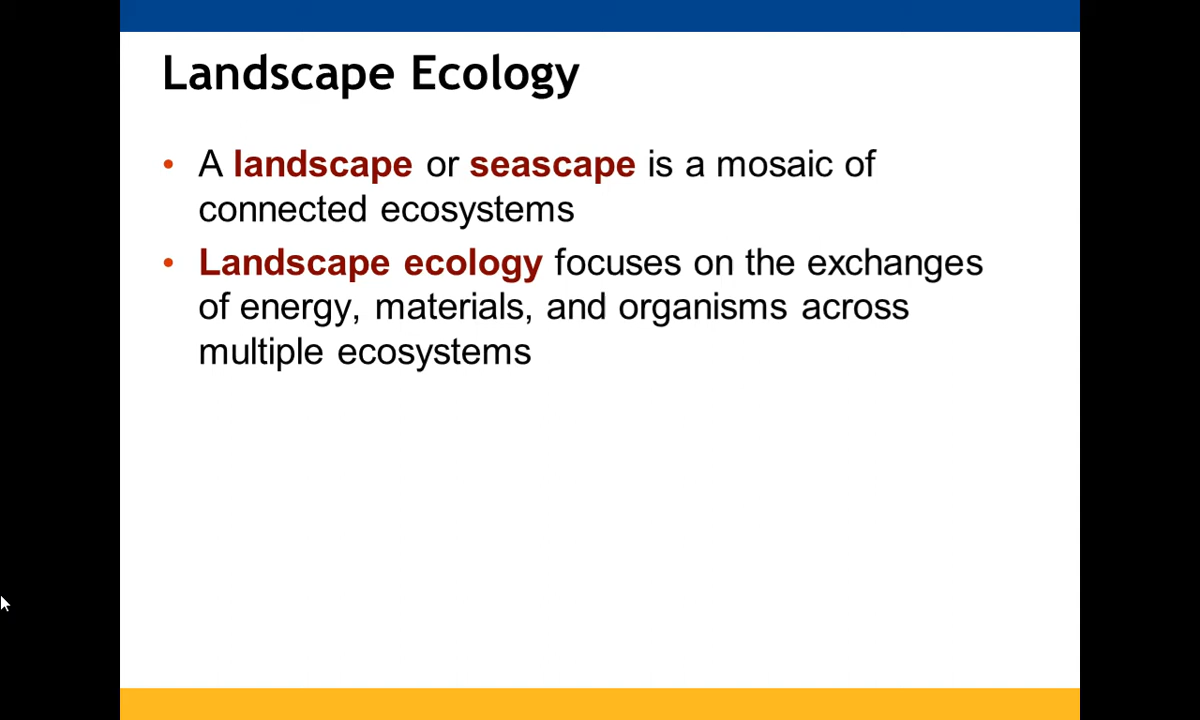 Landscape Ecology
• A landscape or seascape is a mosaic of
connected ecosystems
• Landscape ecology focuses on the exchanges
of energy, materials, and organisms across
multiple ecosystems